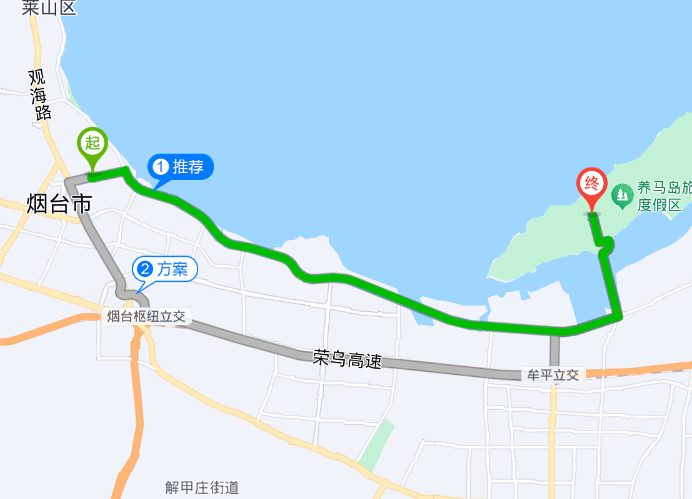 莱山区
观海路
起
1 推荐
终
养马岛旅
度假区
烟台市
2 方案
烟台枢纽立交
荣乌高速
牟平立交
解甲庄街道